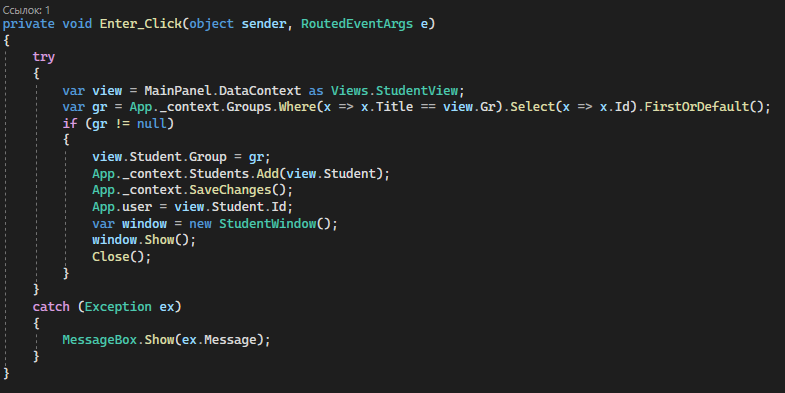 Ссылок: 1
private void Enter_Click(object sender, RoutedEventArgs e)
{
try
{
var view = MainPanel.DataContext as Views.StudentView;
var gr = App._context.Groups.Where(x => x.Title == view.Gr).Select(x => x.Id).FirstOrDefault();
if (gr != null)
{
view.Student.Group = gr;
App._context.Students.Add(view.Student);
App._context.SaveChanges();
App.user = view.Student.Id;
var window = new StudentWindow();
window.Show();
Close();
}
}
catch (Exception ex)
{
MessageBox.Show(ex.Message);
}
}